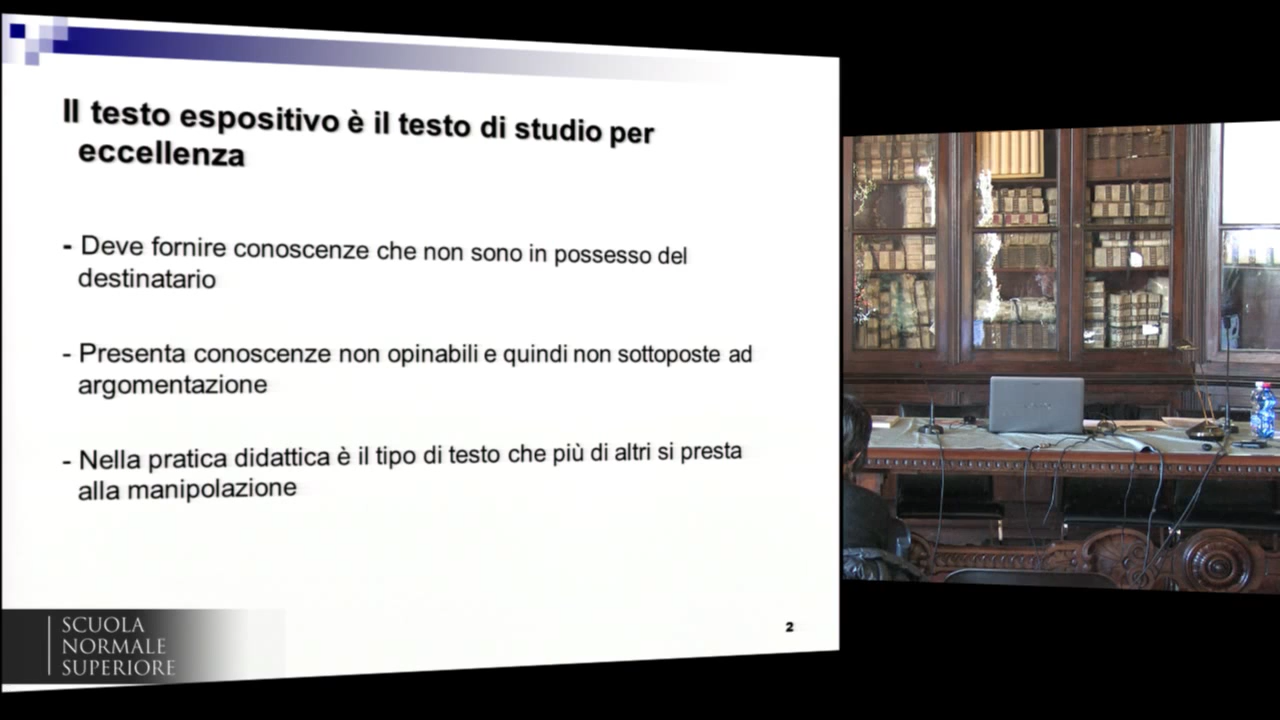 Il testo espositivo è il testo di studio per
eccellenza
- Deve fornire conoscenze che non sono in possesso del
destinatario
- Presenta conoscenze non opinabili e quindi non sottoposte ad
argomentazione
- Nella pratica didattica è il tipo di testo che più di altri si presta
alla manipolazione
SCUOLA
NORMALE
SUPERIORE
2